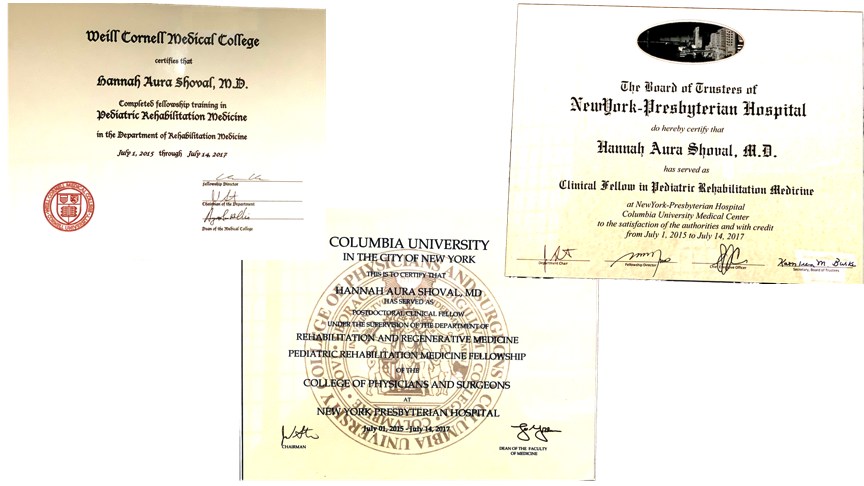 Weill Cornell Medical College
certifies that
Hannah Aura Shoval, M.D.
Completed fellowship training in
Pediatric Rehabilitation Medicine
in the Department of Rehabilitation Medicine
July 1, 2015 through July 14, 2017
Fellowship Director
Chairman of the Department
Dean of the Medical College
The Board of Trustees of
NewYork-Presbyterian Hospital
do hereby certify that
Hannah Aura Shoval, M.D.
has served as
Clinical Fellow in Pediatric Rehabilitation Medicine
at NewYork-Presbyterian Hospital
Columbia University Medical Center
to the satisfaction of the authorities and with credit
from July 1, 2015 to July 14, 2017
Department Chair
Fellowship Director
Officer
Secretary, Board of Trustees
COLUMBIA UNIVERSITY
IN THE CITY OF NEW YORK
THIS IS TO CERTIFY THAT
HANNAH AURA SHOVAL, MD
HAS SERVED AS
POSTDOCTORAL CLINICAL FELLOW
UNDER THE SUPERVISION OF THE DEPARTMENT OF
REHABILITATION AND REGENERATIVE MEDICINE
PEDIATRIC REHABILITATION MEDICINE FELLOWSHIP
OF THE
COLLEGE OF PHYSICIANS AND SURGEONS
AT
NEW YORK PRESBYTERIAN HOSPITAL
July 01, 2015 - July 14, 2017
CHAIRMAN
DEAN OF THE FACULTY
OF MEDICINE